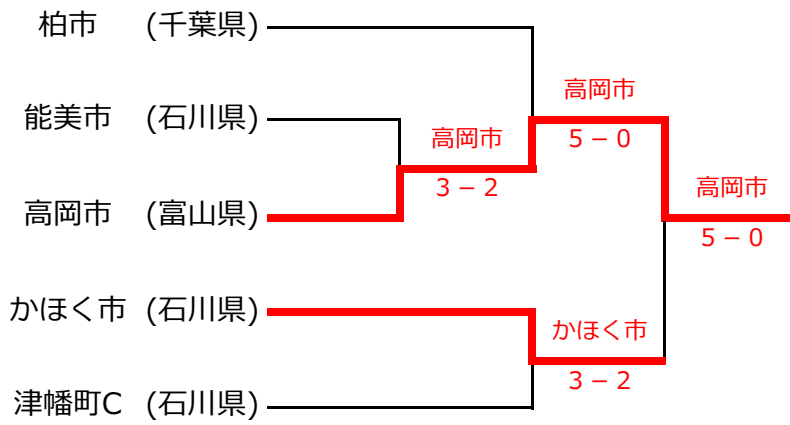 柏市 (千葉県)
能美市 (石川県)
高岡市 (富山県)
かほく市 (石川県)
津幡町C (石川県)
高岡市
3－2
高岡市
5－0
かほく市
3－2
高岡市
5－0